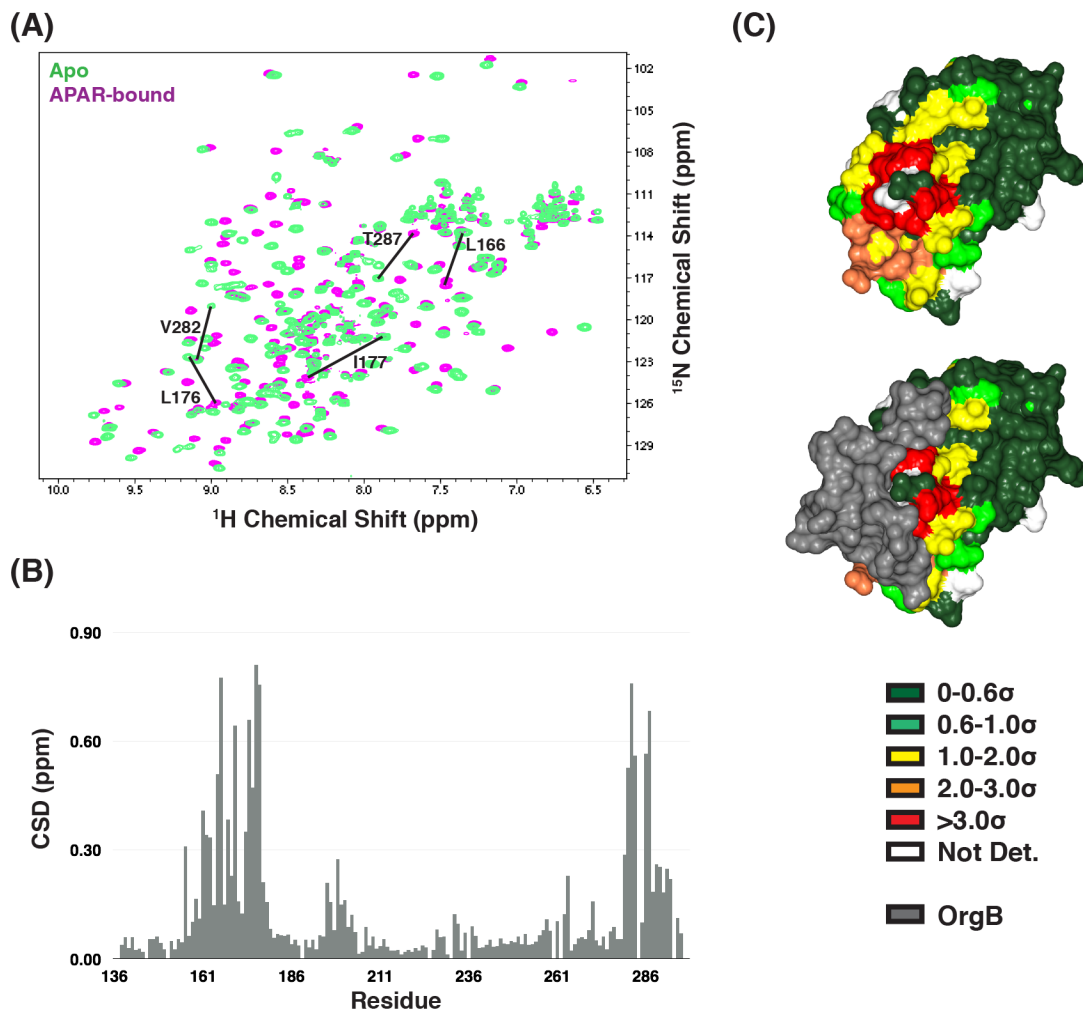 (A)
Apo
APAR-bound
T287
L166
V282
I177
L176
102
105
108
111
114
117
120
123
126
129
15N Chemical Shift (ppm)
10.0 9.5 9.0 8.5 8.0 7.5 7.0 6.5
1H Chemical Shift (ppm)
(B)
0.90
0.60
0.30
0.00
CSD (ppm)
136 161 186 211 236 261 286
Residue
(C)
0-0.6σ
0.6-1.0σ
1.0-2.0σ
2.0-3.0σ
>3.0σ
Not Det.
OrgB